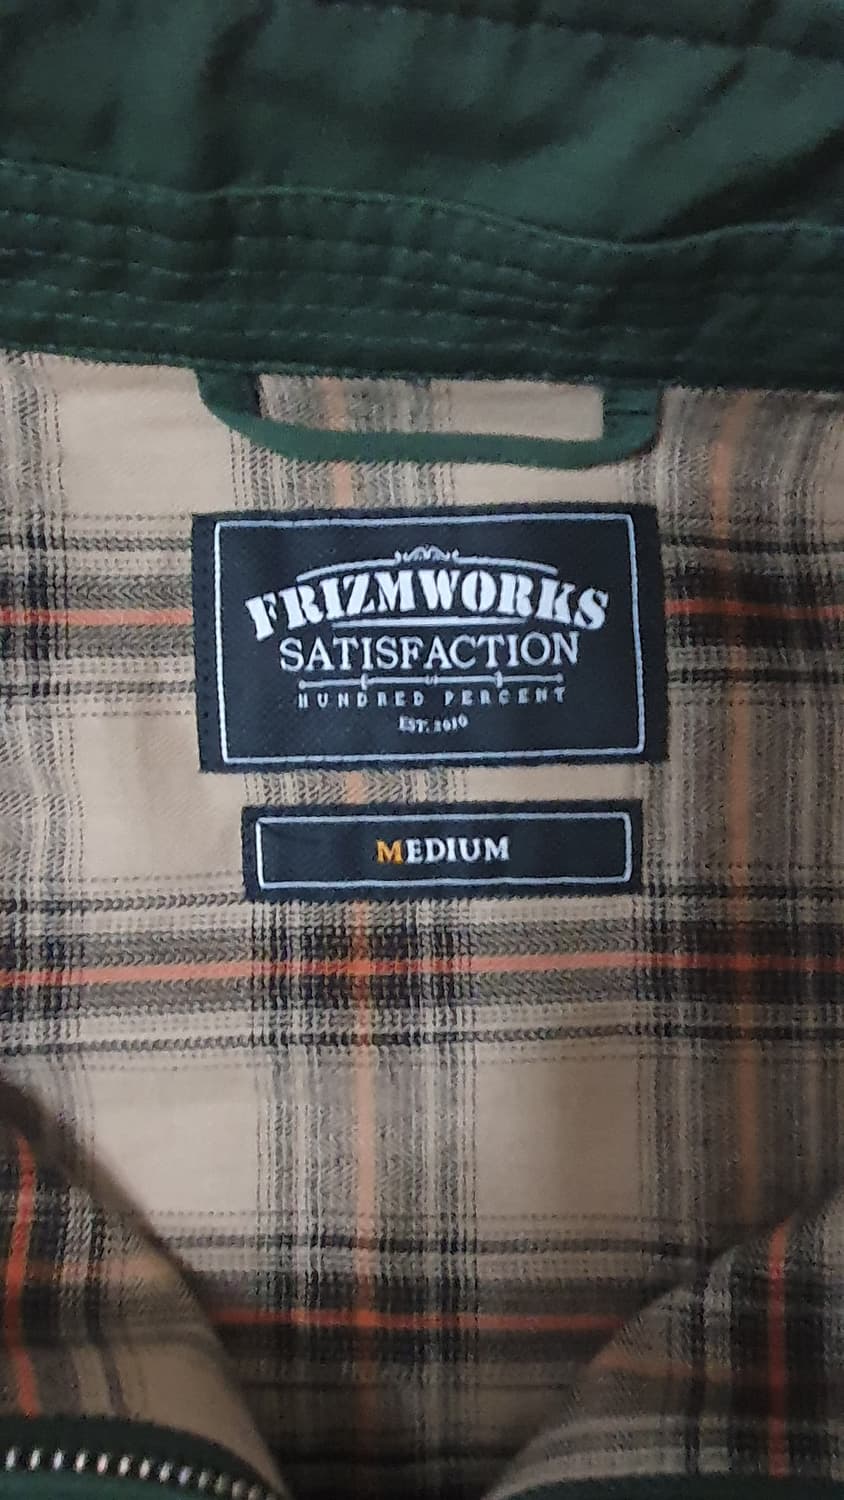 FRIZMWORKS
SATISFACTION
HUNDRED PERCENT
EST. 2010
MEDIUM